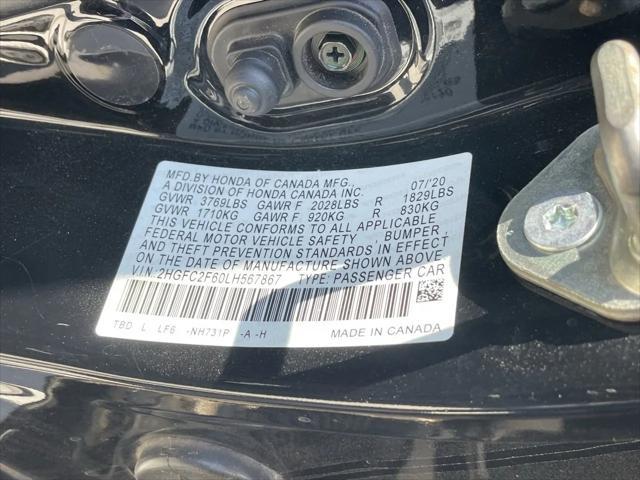 MFD.BY HONDA OF CANADA MFG., 07/'20
A DIVISION OF HONDA CANADA INC.
GVWR 3769LBS GAWR F 2028LBS R 1829LBS
GVWR 1710KG GAWR F 920KG R 830KG
THIS VEHICLE CONFORMS TO ALL APPLICABLE
FEDERAL MOTOR VEHICLE SAFETY , BUMPER ,
THEFT PREVENTION STANDARDS IN EFFECT
ON THE DATE OF MANUFACTURE SHOWN ABOVE
VIN:2HGFC2F60LH567867 TYPE: PASSENGER CAR
TBD L LF6 -NH731P -A -H MADE IN CANADA